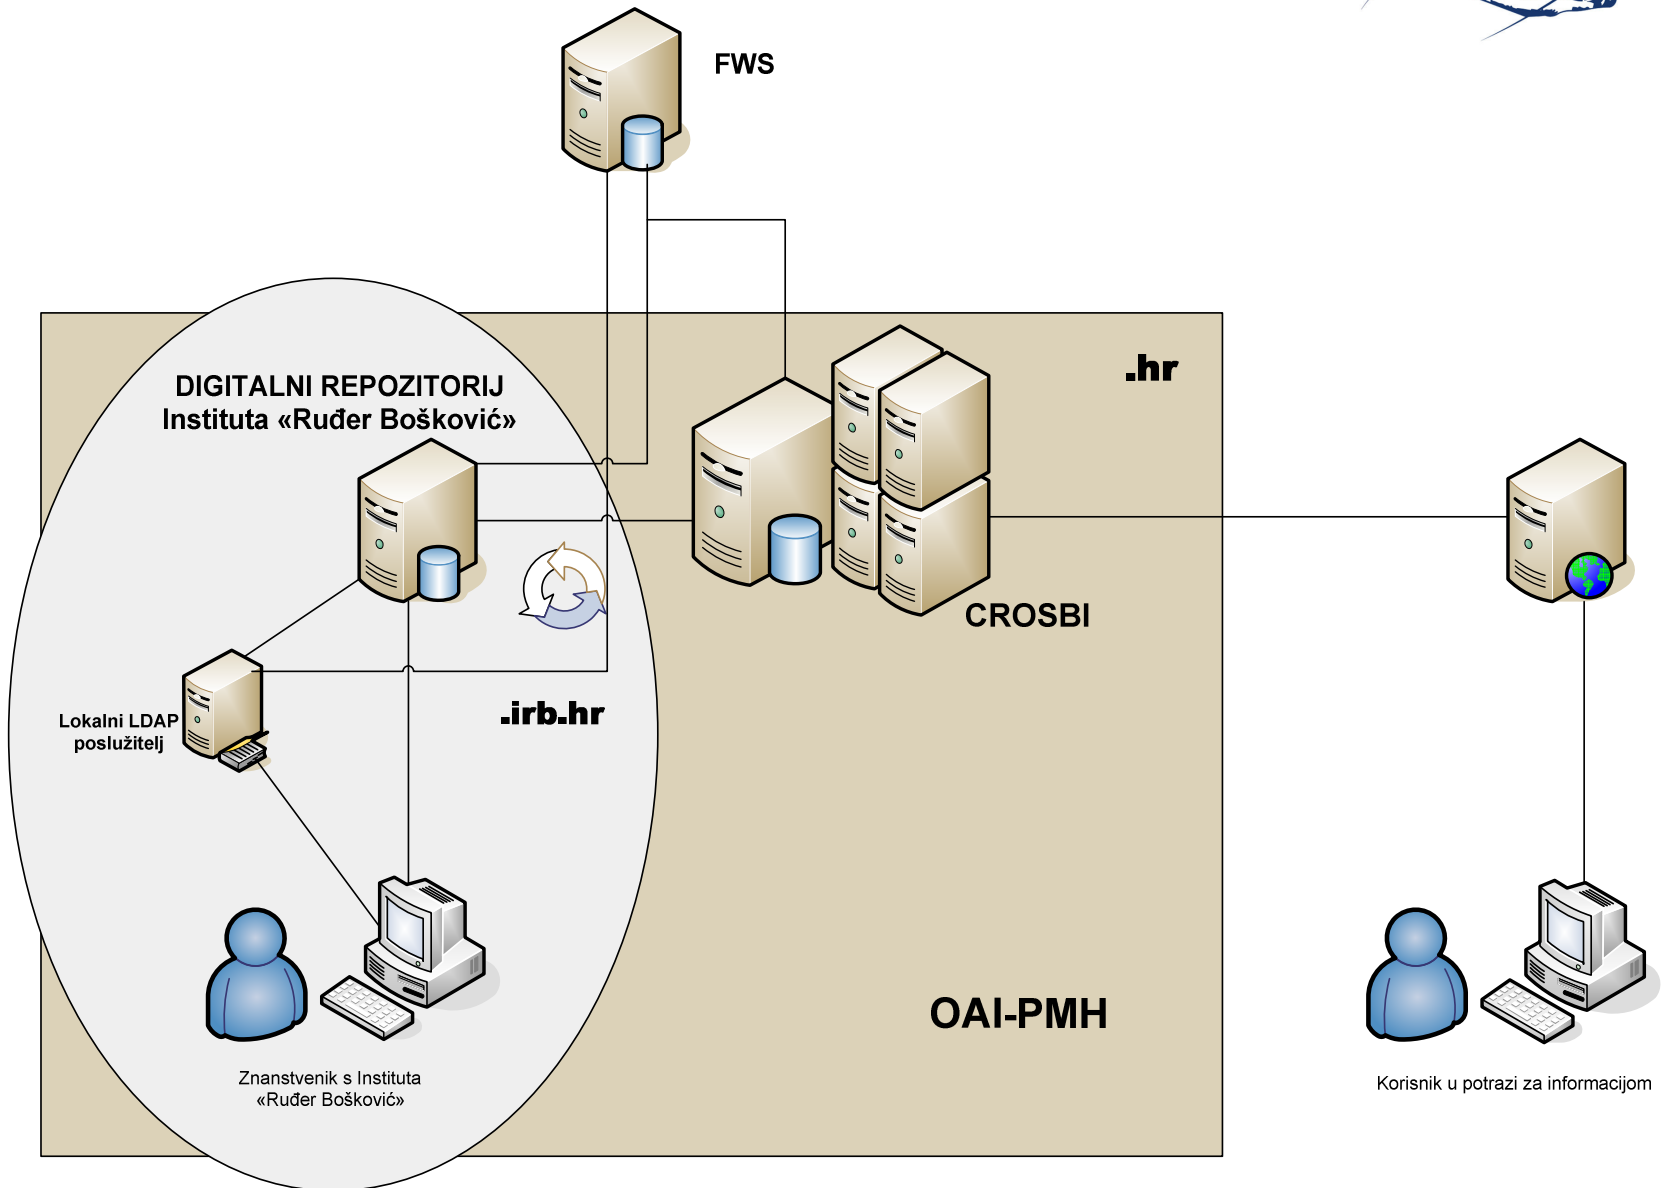 FWS
.hr
DIGITALNI REPOZITORIJ
Instituta «Ruđer Bošković»
CROSBI
.irb.hr
Lokalni LDAP
poslužitelj
OAI-PMH
Znanstvenik s Instituta
«Ruđer Bošković»
Korisnik u potrazi za informacijom